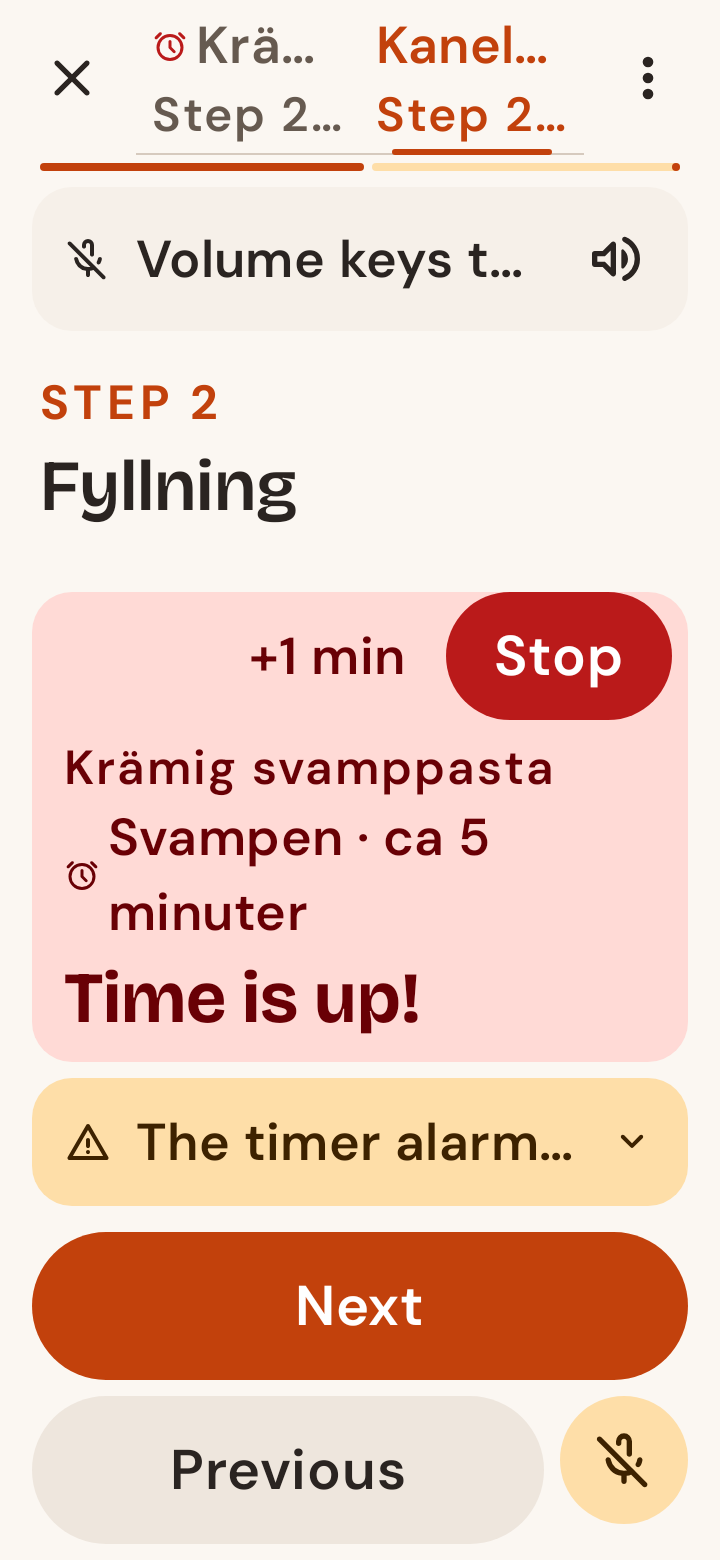 Krä…
Kanel…
Step 2…
Step 2…
Volume keys t…
STEP 2
Fyllning
+1 min
Stop
Krämig svamppasta
Svampen · ca 5
minuter
Time is up!
The timer alarm…
Next
Previous